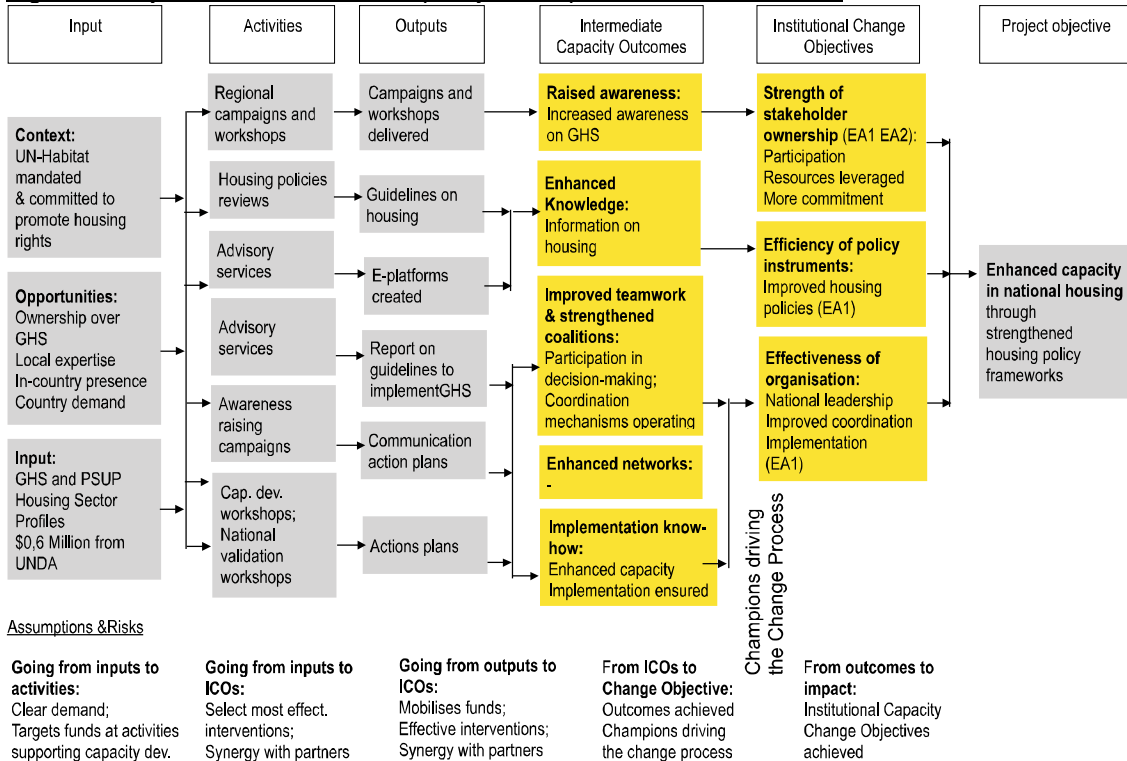 Input
Activities
Outputs
Intermediate
Capacity Outcomes
Institutional Change
Objectives
Project objective
Context:
UN-Habitat
mandated
& committed to
promote housing
rights
Opportunities:
Ownership over
GHS
Local expertise
In-country presence
Country demand
Input:
GHS and PSUP
Housing Sector
Profiles
$0,6 Million from
UNDA
Regional
campaigns and
workshops
Housing policies
reviews
Advisory
services
Advisory
services
Awareness
raising
campaigns
Cap. dev.
workshops;
National
validation
workshops
Campaigns and
workshops
delivered
Guidelines on
housing
E-platforms
created
Report on
guidelines to
implementGHS
Communication
action plans
Actions plans
Raised awareness:
Increased awareness
on GHS
Enhanced
Knowledge:
Information on
housing
Improved teamwork
& strengthened
coalitions:
Participation in
decision-making;
Coordination
mechanisms operating
Enhanced networks:
-
Implementation know-
how:
Enhanced capacity
Implementation ensured
Strength of
stakeholder
ownership (EA1 EA2):
Participation
Resources leveraged
More commitment
Efficiency of policy
instruments:
Improved housing
policies (EA1)
Effectiveness of
organisation:
National leadership
Improved coordination
Implementation
(EA1)
Champions driving
the Change Process
Enhanced capacity
in national housing
through
strengthened
housing policy
frameworks
Assumptions &Risks
Going from inputs to
activities:
Clear demand;
Targets funds at activities
supporting capacity dev.
Going from inputs to
ICOs:
Select most effect.
interventions;
Synergy with partners
Going from outputs to
ICOs:
Mobilises funds;
Effective interventions;
Synergy with partners
From ICOs to
Change Objective:
Outcomes achieved
Champions driving
the change process
From outcomes to
impact:
Institutional Capacity
Change Objectives
achieved